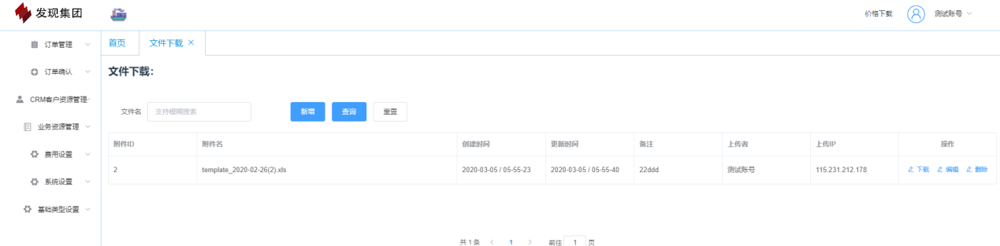 发现集团
价格下载 测试账号
订单管理
订单确认
CRM客户资源管理
业务资源管理
费用设置
系统设置
基础类型设置
首页 文件下载 ×
文件下载：
文件名 支持模糊搜索 新增 查询 重置
附件ID 附件名 创建时间 更新时间 备注 上传者 上传IP 操作
2 template_2020-02-26(2).xls 2020-03-05 / 05-55-23 2020-03-05 / 05-55-40 22ddd 测试账号 115.231.212.178 下载 编辑 删除
共 1 条 < 1 > 前往 1 页